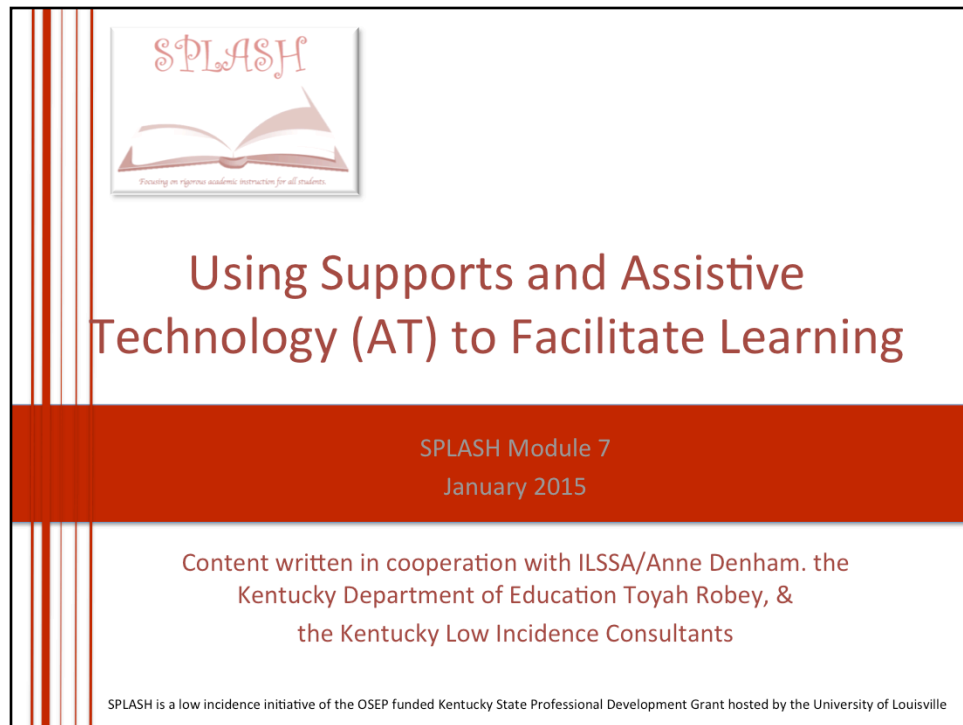 SPLASH
Focusing on rigorous academic instruction for all students.
Using Supports and Assistive
Technology (AT) to Facilitate Learning
SPLASH Module 7
January 2015
Content written in cooperation with ILSSA/Anne Denham. the
Kentucky Department of Education Toyah Robey, &
the Kentucky Low Incidence Consultants
SPLASH is a low incidence initiative of the OSEP funded Kentucky State Professional Development Grant hosted by the University of Louisville